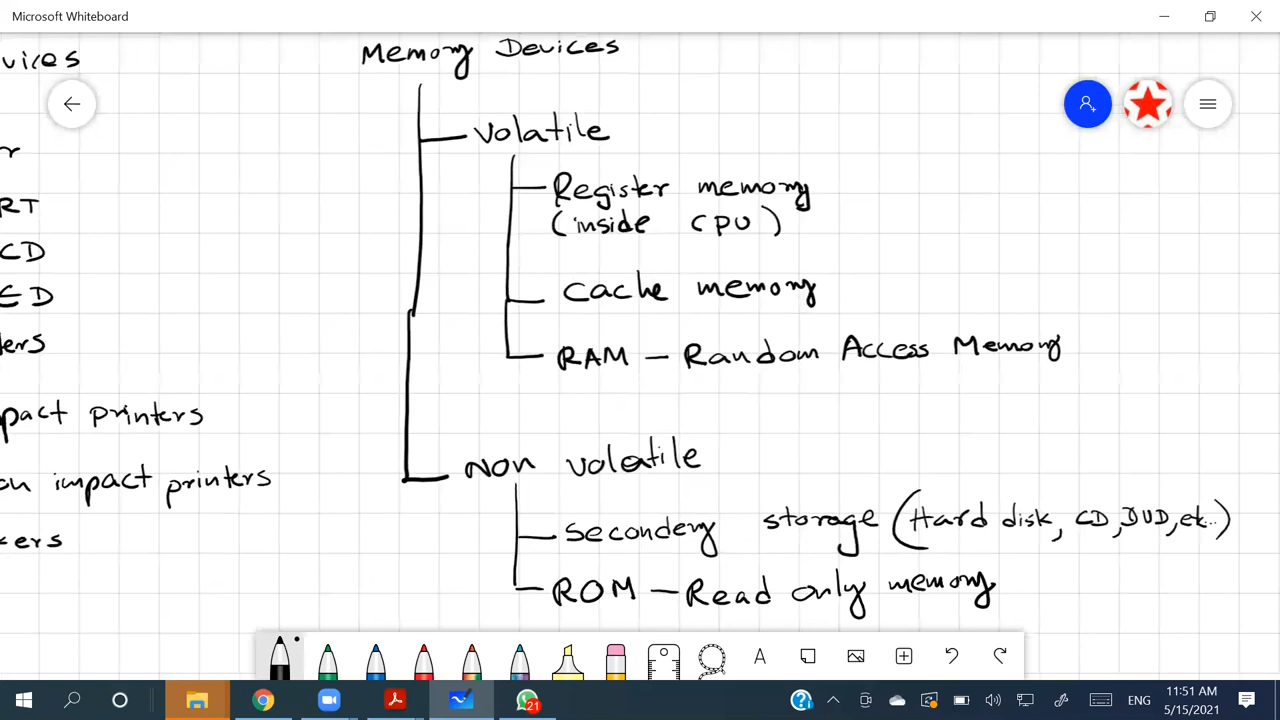 Microsoft Whiteboard
vices
r
RT
CD
ED
ters
pact printers
on impact printers
kers
Memory Devices
volatile
Register memory
(inside CPU)
Cache memory
RAM — Random Access Memory
Non volatile
secondery storage (Hard disk, CD, DVD, etc..)
ROM — Read only memory
A
21
ENG
11:51 AM
5/15/2021